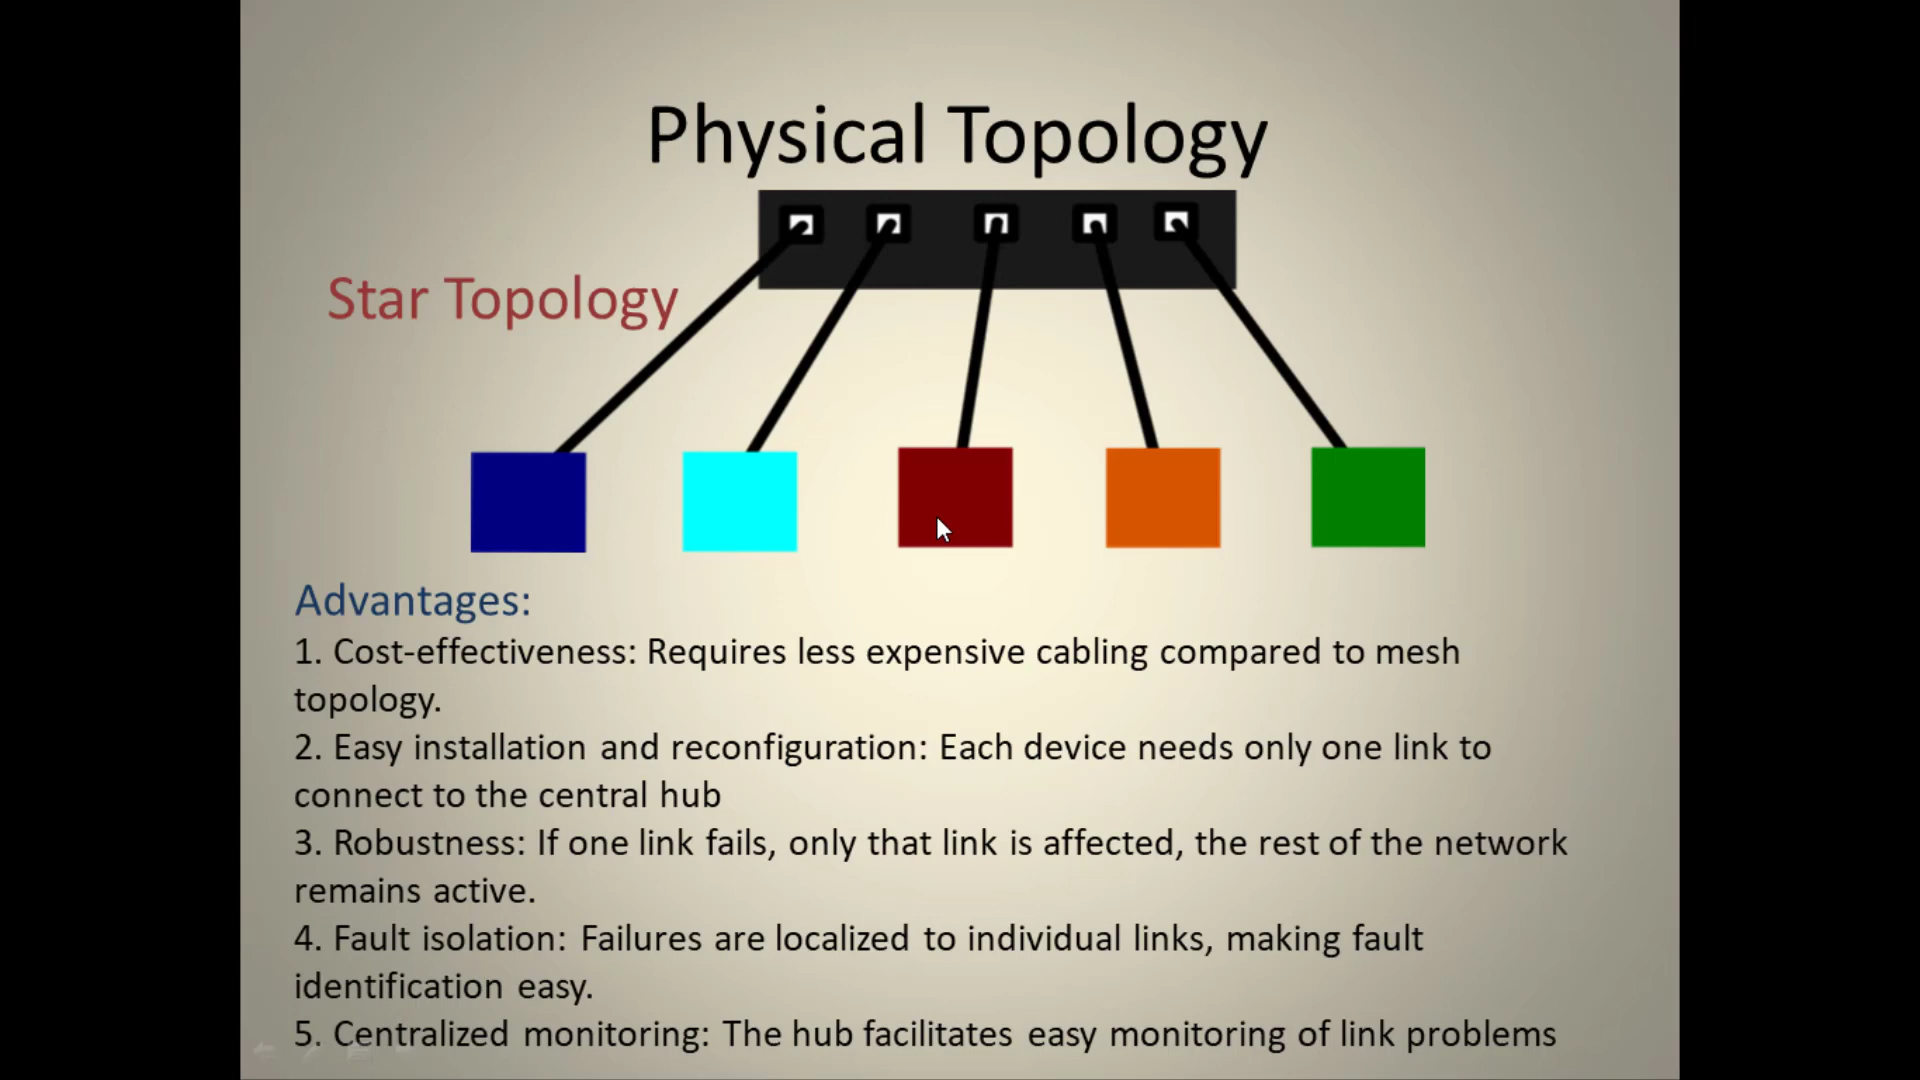 Physical Topology
Star Topology
Advantages:
1. Cost-effectiveness: Requires less expensive cabling compared to mesh
topology.
2. Easy installation and reconfiguration: Each device needs only one link to
connect to the central hub
3. Robustness: If one link fails, only that link is affected, the rest of the network
remains active.
4. Fault isolation: Failures are localized to individual links, making fault
identification easy.
5. Centralized monitoring: The hub facilitates easy monitoring of link problems